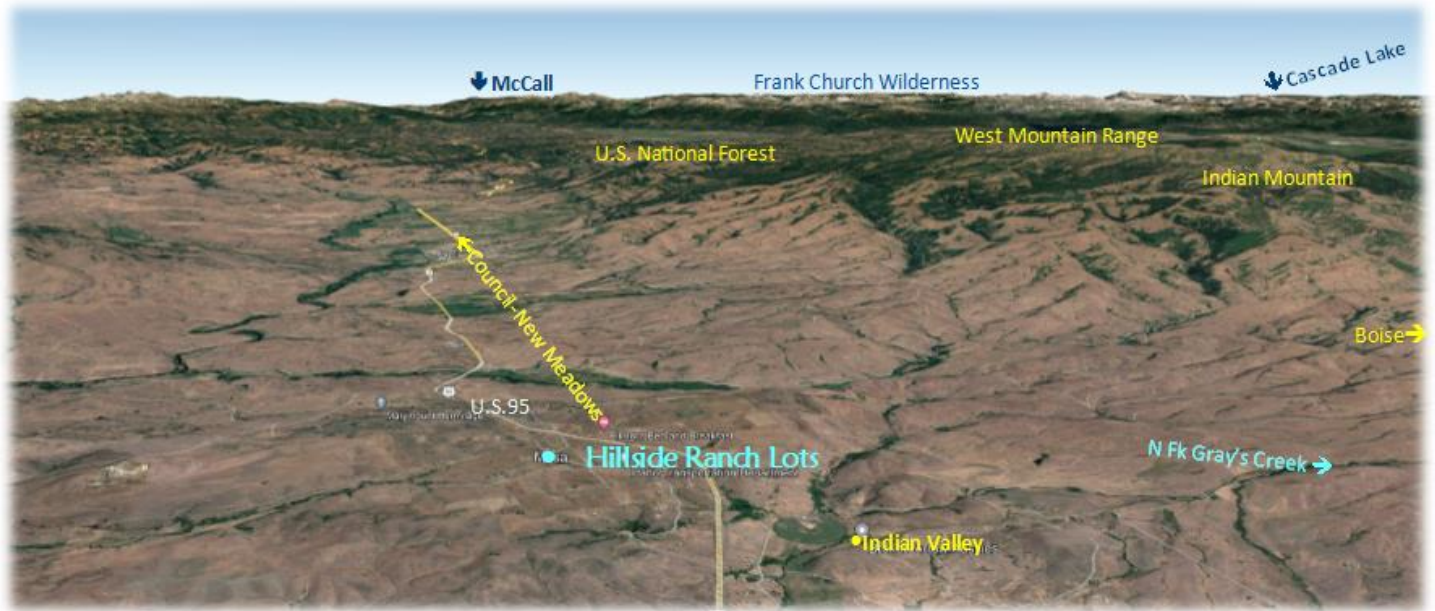 McCall
Frank Church Wilderness
Cascade Lake
West Mountain Range
U.S. National Forest
Indian Mountain
Council-New Meadows
Boise
U.S.95
Hillside Ranch Lots
N Fk Gray's Creek
Indian Valley